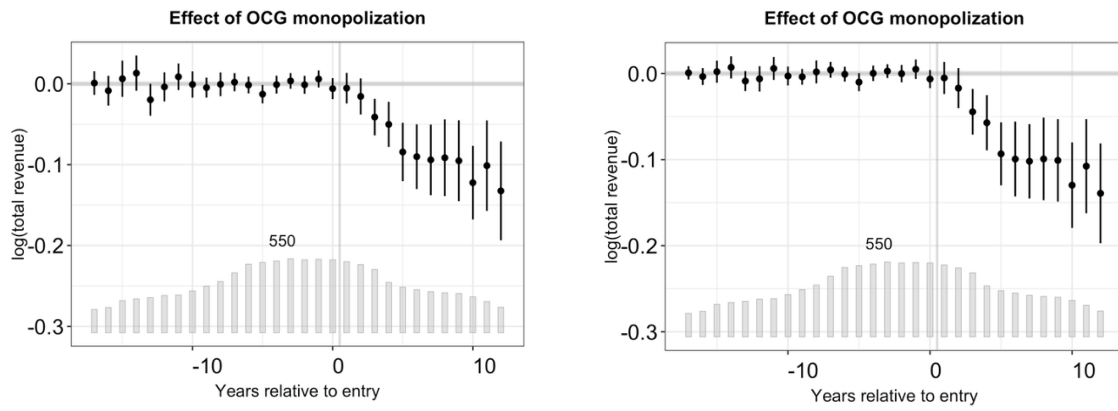 Effect of OCG monopolization
log(total revenue)
0.0
-0.1
-0.2
-0.3
550
-10
0
10
Years relative to entry
Effect of OCG monopolization
log(total revenue)
0.0
-0.1
-0.2
-0.3
550
-10
0
10
Years relative to entry